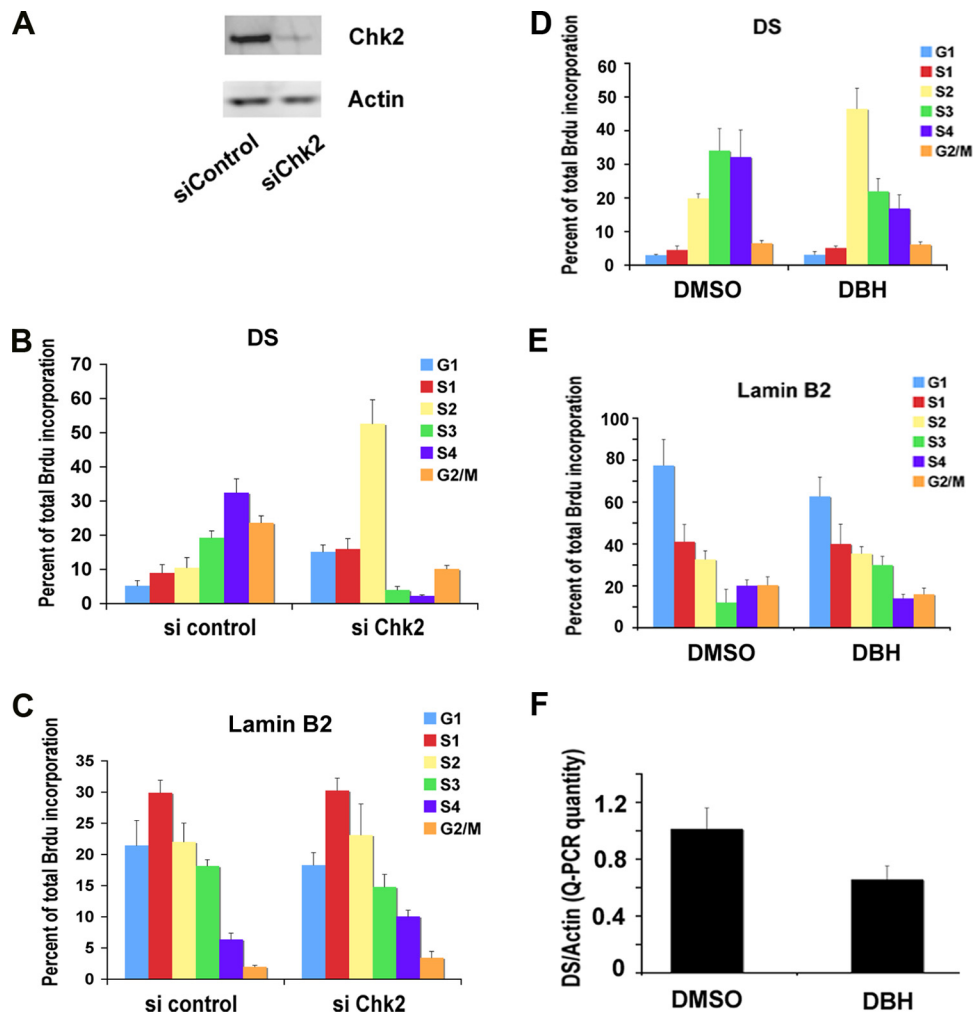 A
Chk2
Actin
siControl
siChk2
B
DS
Percent of total Brdu incorporation
70
60
50
40
30
20
10
0
G1
S1
S2
S3
S4
G2/M
si control
si Chk2
C
Lamin B2
Percent of total Brdu incorporation
35
30
25
20
15
10
5
0
G1
S1
S2
S3
S4
G2/M
si control
si Chk2
D
DS
Percent of total Brdu incorporation
60
50
40
30
20
10
0
G1
S1
S2
S3
S4
G2/M
DMSO
DBH
E
Lamin B2
Percent of total Brdu incorporation
100
80
60
40
20
0
G1
S1
S2
S3
S4
G2/M
DMSO
DBH
F
DS/Actin (Q-PCR quantity)
1.2
0.8
0.4
0
DMSO
DBH